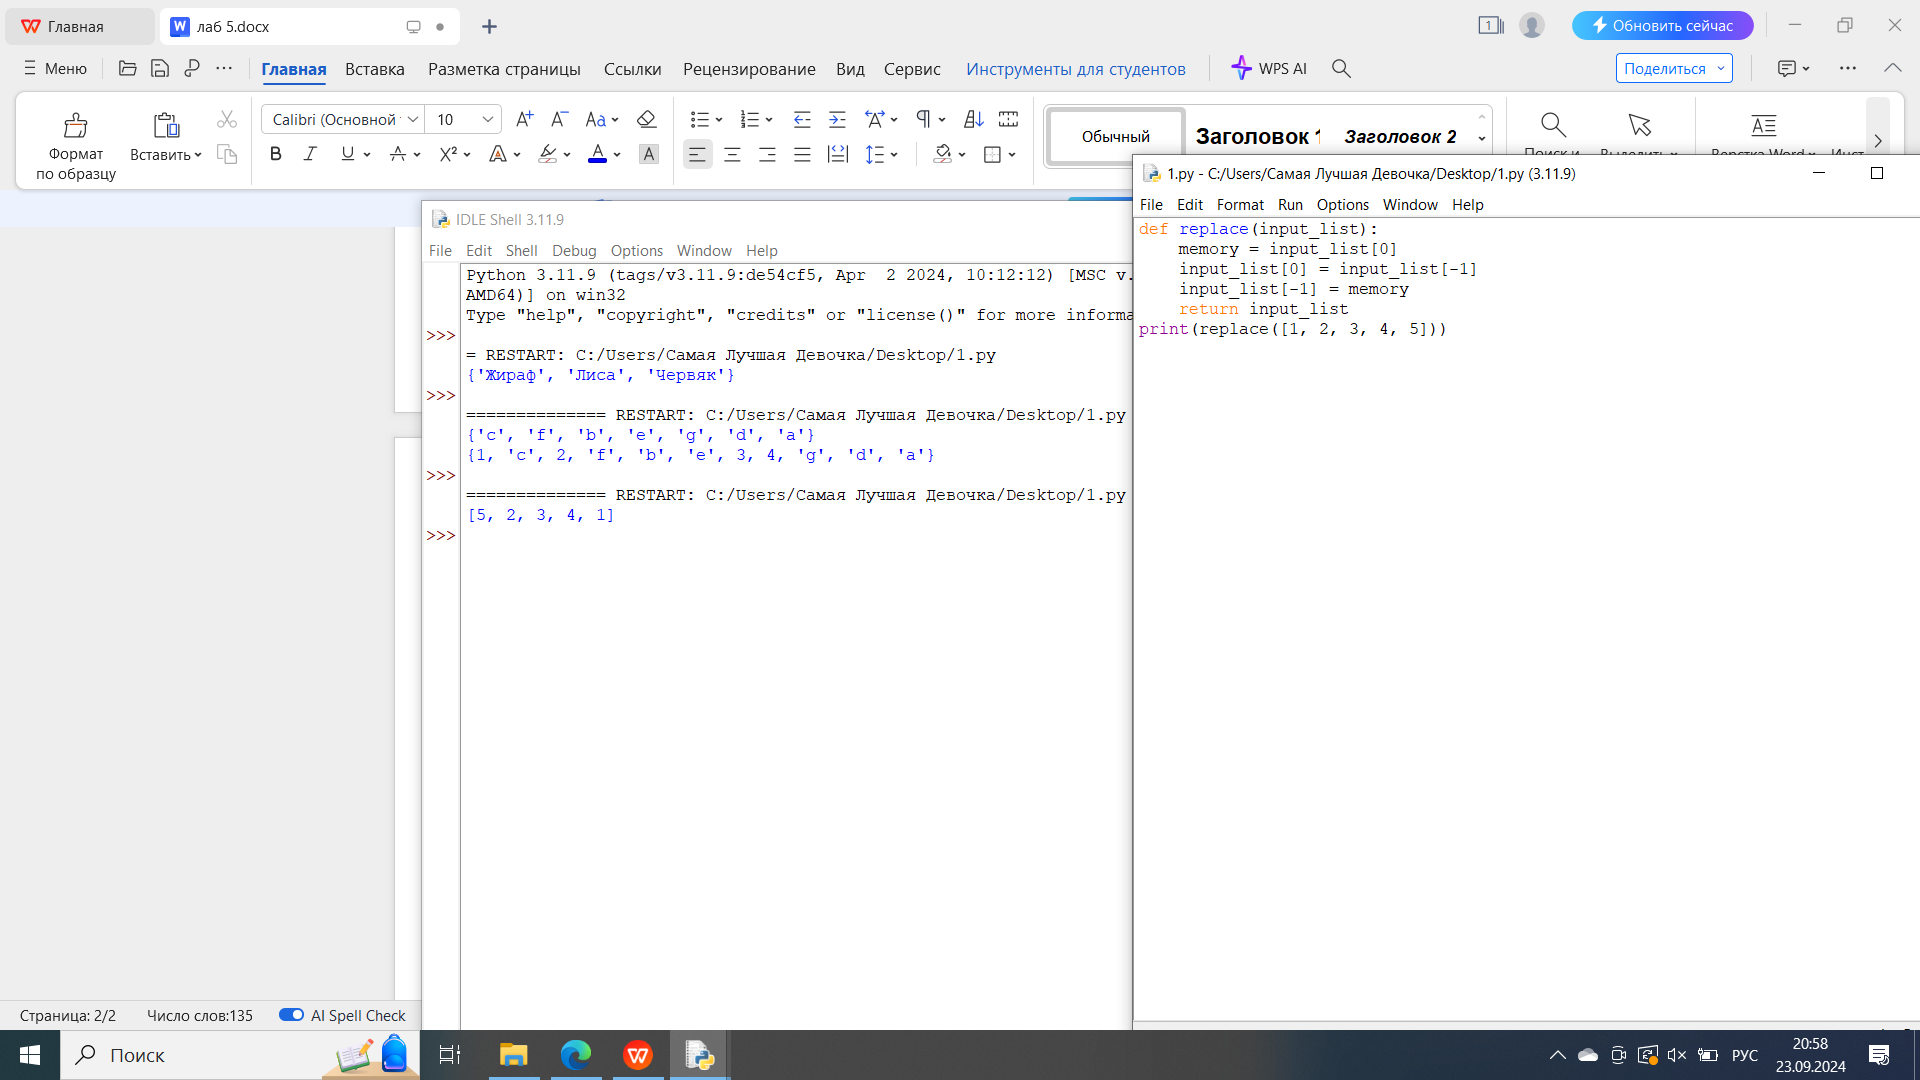 Главная
лаб 5.docx
1
Обновить сейчас
Меню
Главная
Вставка
Разметка страницы
Ссылки
Рецензирование
Вид
Сервис
Инструменты для студентов
WPS AI
Поделиться
Формат
по образцу
Вставить
Calibri (Основной
10
Обычный
Заголовок 1
Заголовок 2
Поиск и
Выделить
Верстка Word
Инст
IDLE Shell 3.11.9
File Edit Shell Debug Options Window Help
Python 3.11.9 (tags/v3.11.9:de54cf5, Apr  2 2024, 10:12:12) [MSC v.
AMD64)] on win32
Type "help", "copyright", "credits" or "license()" for more informa
>>>
= RESTART: C:/Users/Самая Лучшая Девочка/Desktop/1.py
{'Жираф', 'Лиса', 'Червяк'}
>>>
============== RESTART: C:/Users/Самая Лучшая Девочка/Desktop/1.py
{'c', 'f', 'b', 'e', 'g', 'd', 'a'}
{1, 'c', 2, 'f', 'b', 'e', 3, 4, 'g', 'd', 'a'}
>>>
============== RESTART: C:/Users/Самая Лучшая Девочка/Desktop/1.py
[5, 2, 3, 4, 1]
>>>
1.py - C:/Users/Самая Лучшая Девочка/Desktop/1.py (3.11.9)
File Edit Format Run Options Window Help
def replace(input_list):
    memory = input_list[0]
    input_list[0] = input_list[-1]
    input_list[-1] = memory
    return input_list
print(replace([1, 2, 3, 4, 5]))
Страница: 2/2
Число слов:135
AI Spell Check
Поиск
РУС
20:58
23.09.2024